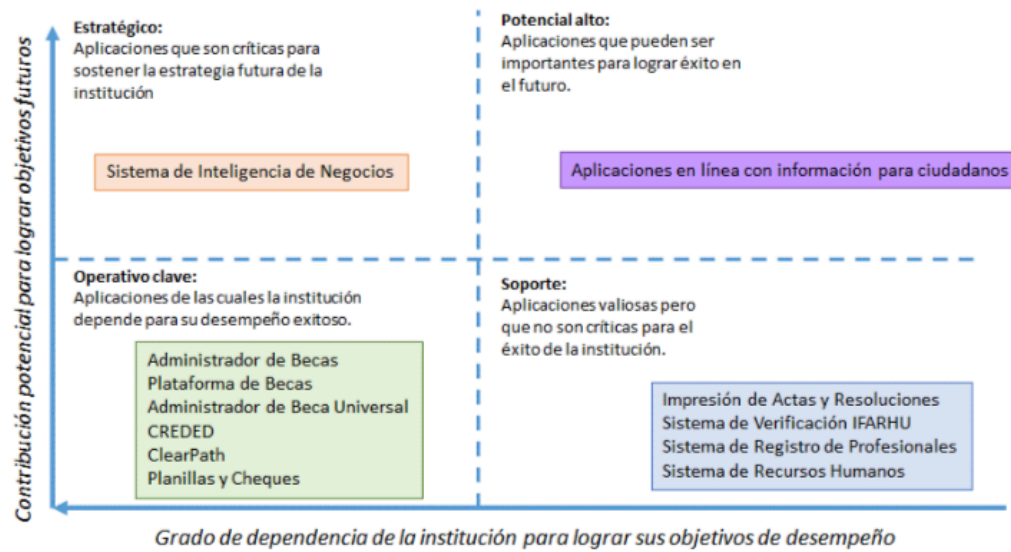 Contribución potencial para lograr objetivos futuros
Estratégico:
Aplicaciones que son críticas para
sostener la estrategia futura de la
institución
Sistema de Inteligencia de Negocios
Potencial alto:
Aplicaciones que pueden ser
importantes para lograr éxito en
el futuro.
Aplicaciones en línea con información para ciudadanos
Operativo clave:
Aplicaciones de las cuales la institución
depende para su desempeño exitoso.
Administrador de Becas
Plataforma de Becas
Administrador de Beca Universal
CREDED
ClearPath
Planillas y Cheques
Soporte:
Aplicaciones valiosas pero
que no son críticas para el
éxito de la institución.
Impresión de Actas y Resoluciones
Sistema de Verificación IFARHU
Sistema de Registro de Profesionales
Sistema de Recursos Humanos
Grado de dependencia de la institución para lograr sus objetivos de desempeño